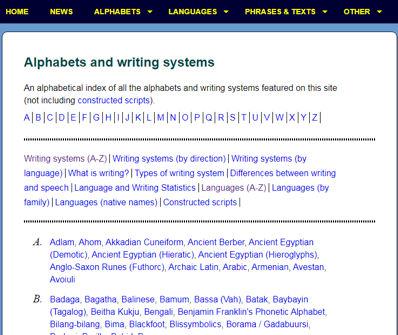 HOME NEWS ALPHABETS LANGUAGES PHRASES & TEXTS OTHER
Alphabets and writing systems
An alphabetical index of all the alphabets and writing systems featured on this site
(not including constructed scripts).
A | B | C | D | E | F | G | H | I | J | K | L | M | N | O | P | Q | R | S | T | U | V | W | X | Y | Z |
Writing systems (A-Z) | Writing systems (by direction) | Writing systems (by
language) | What is writing? | Types of writing system | Differences between writing
and speech | Language and Writing Statistics | Languages (A-Z) | Languages (by
family) | Languages (native names) | Constructed scripts |
A. Adlam, Ahom, Akkadian Cuneiform, Ancient Berber, Ancient Egyptian
(Demotic), Ancient Egyptian (Hieratic), Ancient Egyptian (Hieroglyphs),
Anglo-Saxon Runes (Futhorc), Archaic Latin, Arabic, Armenian, Avestan,
Avoiuli
B. Badaga, Bagatha, Balinese, Bamum, Bassa (Vah), Batak, Baybayin
(Tagalog), Beitha Kukju, Bengali, Benjamin Franklin's Phonetic Alphabet,
Bilang-bilang, Bima, Blackfoot, Blissymbolics, Borama / Gadabuursi,